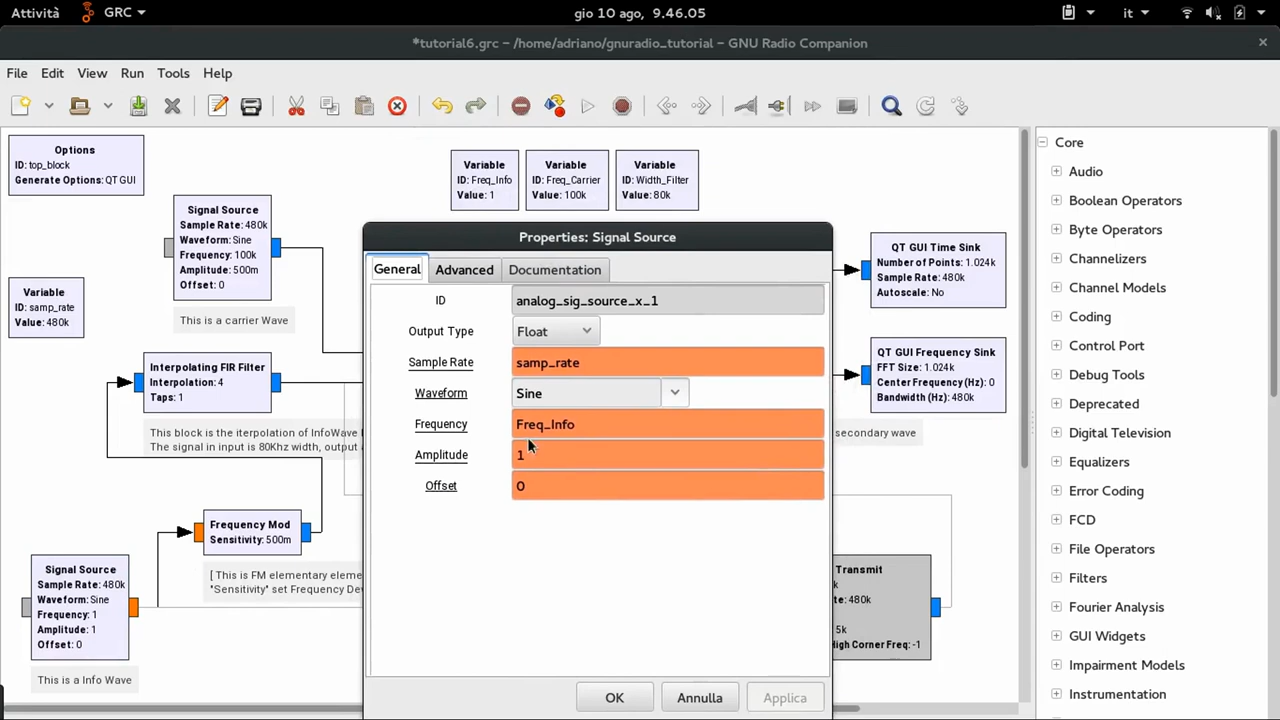 Attività
GRC
gio 10 ago, 9.46.05
it
*tutorial6.grc – /home/adriano/gnuradio_tutorial – GNU Radio Companion
File Edit View Run Tools Help
Options
ID: top_block
Generate Options: QT GUI
Signal Source
Sample Rate: 480k
Waveform: Sine
Frequency: 100k
Amplitude: 500m
Offset: 0
This is a carrier Wave
Variable
ID: samp_rate
Value: 480k
Variable
ID: Freq_Info
Value: 1
Variable
ID: Freq_Carrier
Value: 100k
Variable
ID: Width_Filter
Value: 80k
Interpolating FIR Filter
Interpolation: 4
Taps: 1
This block is the iterpolation of InfoWave
The signal in input is 80Khz width, output
Frequency Mod
Sensitivity: 500m
[ This is FM elementary eleme
"Sensitivity" set Frequency De
Signal Source
Sample Rate: 480k
Waveform: Sine
Frequency: 1
Amplitude: 1
Offset: 0
This is a Info Wave
Properties: Signal Source
General Advanced Documentation
ID analog_sig_source_x_1
Output Type Float
Sample Rate samp_rate
Waveform Sine
Frequency Freq_Info
Amplitude 1
Offset 0
OK Annulla Applica
QT GUI Time Sink
Number of Points: 1.024k
Sample Rate: 480k
Autoscale: No
QT GUI Frequency Sink
FFT Size: 1.024k
Center Frequency (Hz): 0
Bandwidth (Hz): 480k
secondary wave
Transmit
k
te: 480k
5k
High Corner Freq: -1
Core
Audio
Boolean Operators
Byte Operators
Channelizers
Channel Models
Coding
Control Port
Debug Tools
Deprecated
Digital Television
Equalizers
Error Coding
FCD
File Operators
Filters
Fourier Analysis
GUI Widgets
Impairment Models
Instrumentation